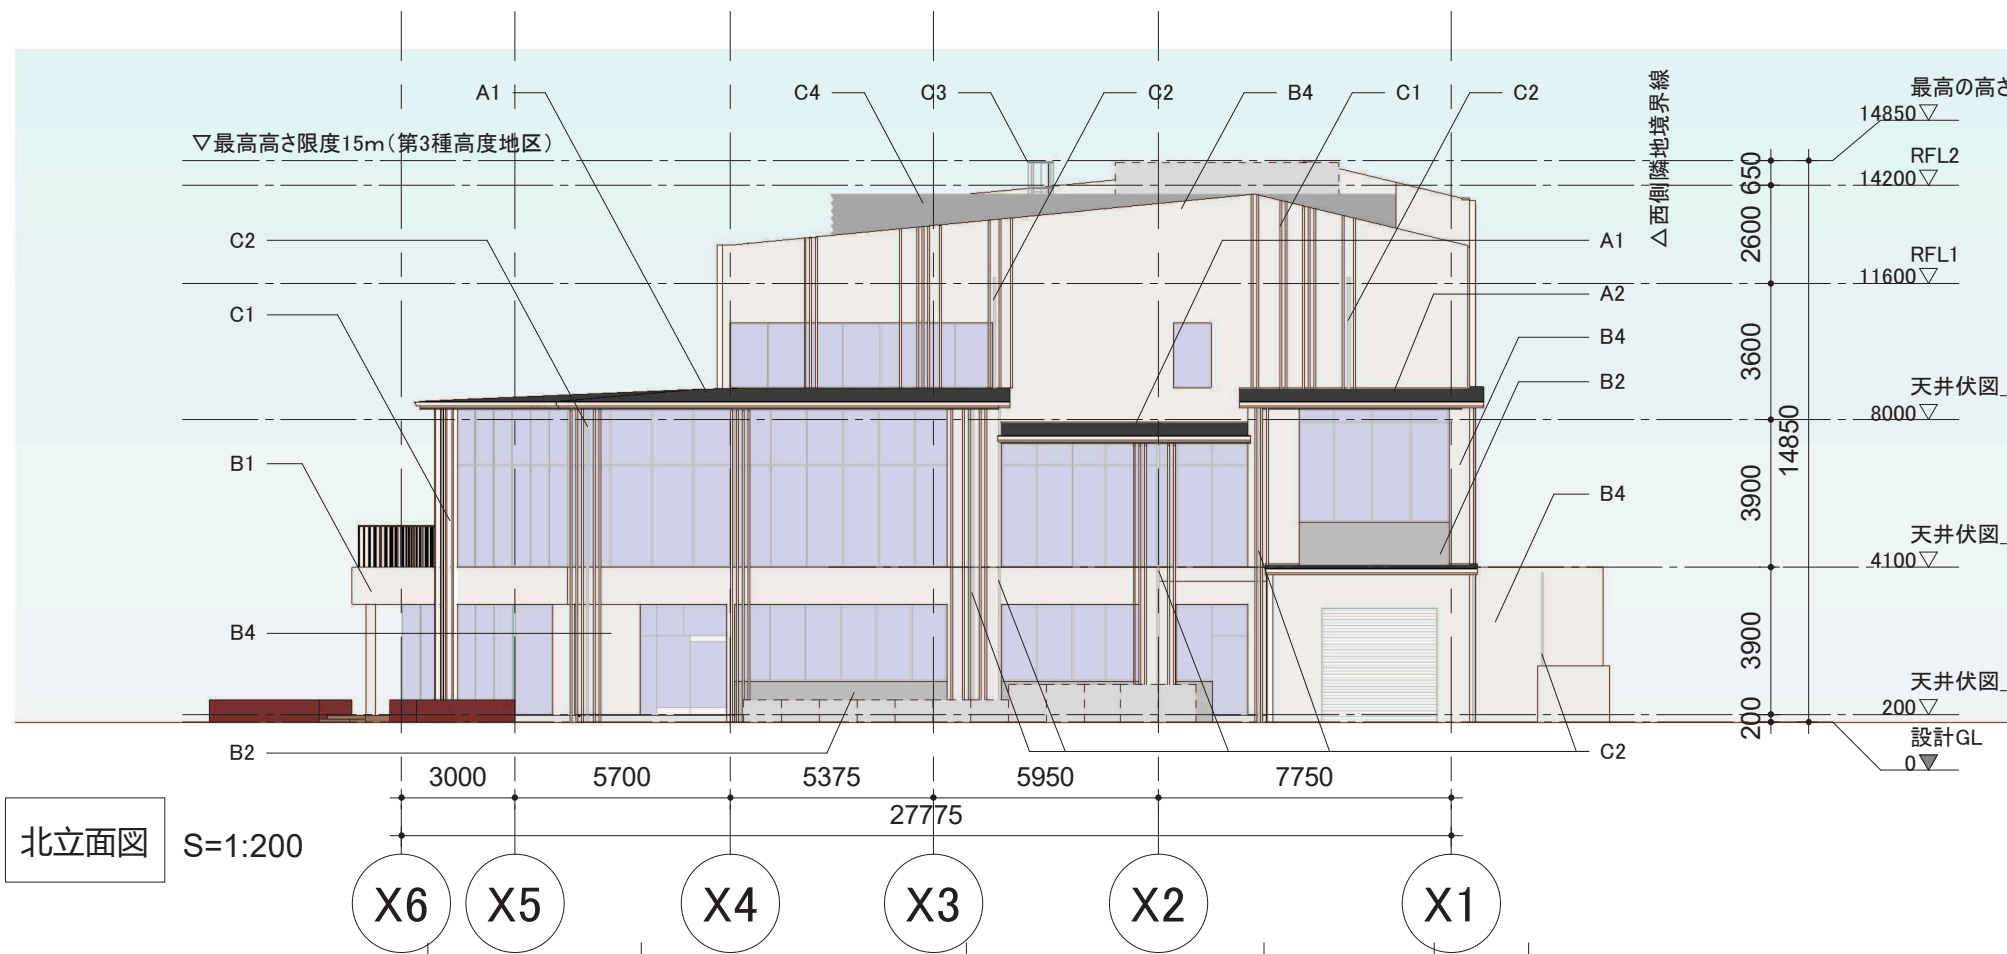 A1
C4
C3
C2
B4
C1
C2
▽最高高さ限度15m(第3種高度地区)
△西側隣地境界線
最高の高さ
14850▽
RFL2
14200▽
RFL1
11600▽
天井伏図_
8000▽
天井伏図_
4100▽
天井伏図_
200▽
設計GL
0▼
650
2600
3600
3900
3900
200
14850
C2
C1
B1
B4
B2
A1
A2
B4
B2
B4
C2
3000
5700
5375
5950
7750
27775
北立面図
S=1:200
X6
X5
X4
X3
X2
X1